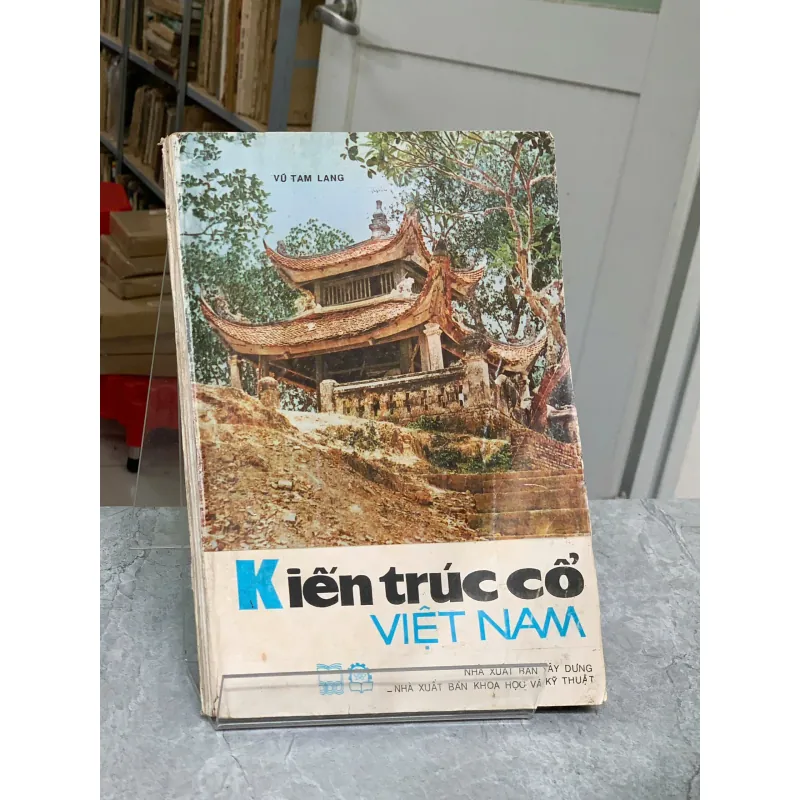 VŨ TAM LANG
Kiến trúc cổ
VIỆT NAM
NHÀ XUẤT BẢN XÂY DỰNG
NHÀ XUẤT BẢN KHOA HỌC VÀ KỸ THUẬT